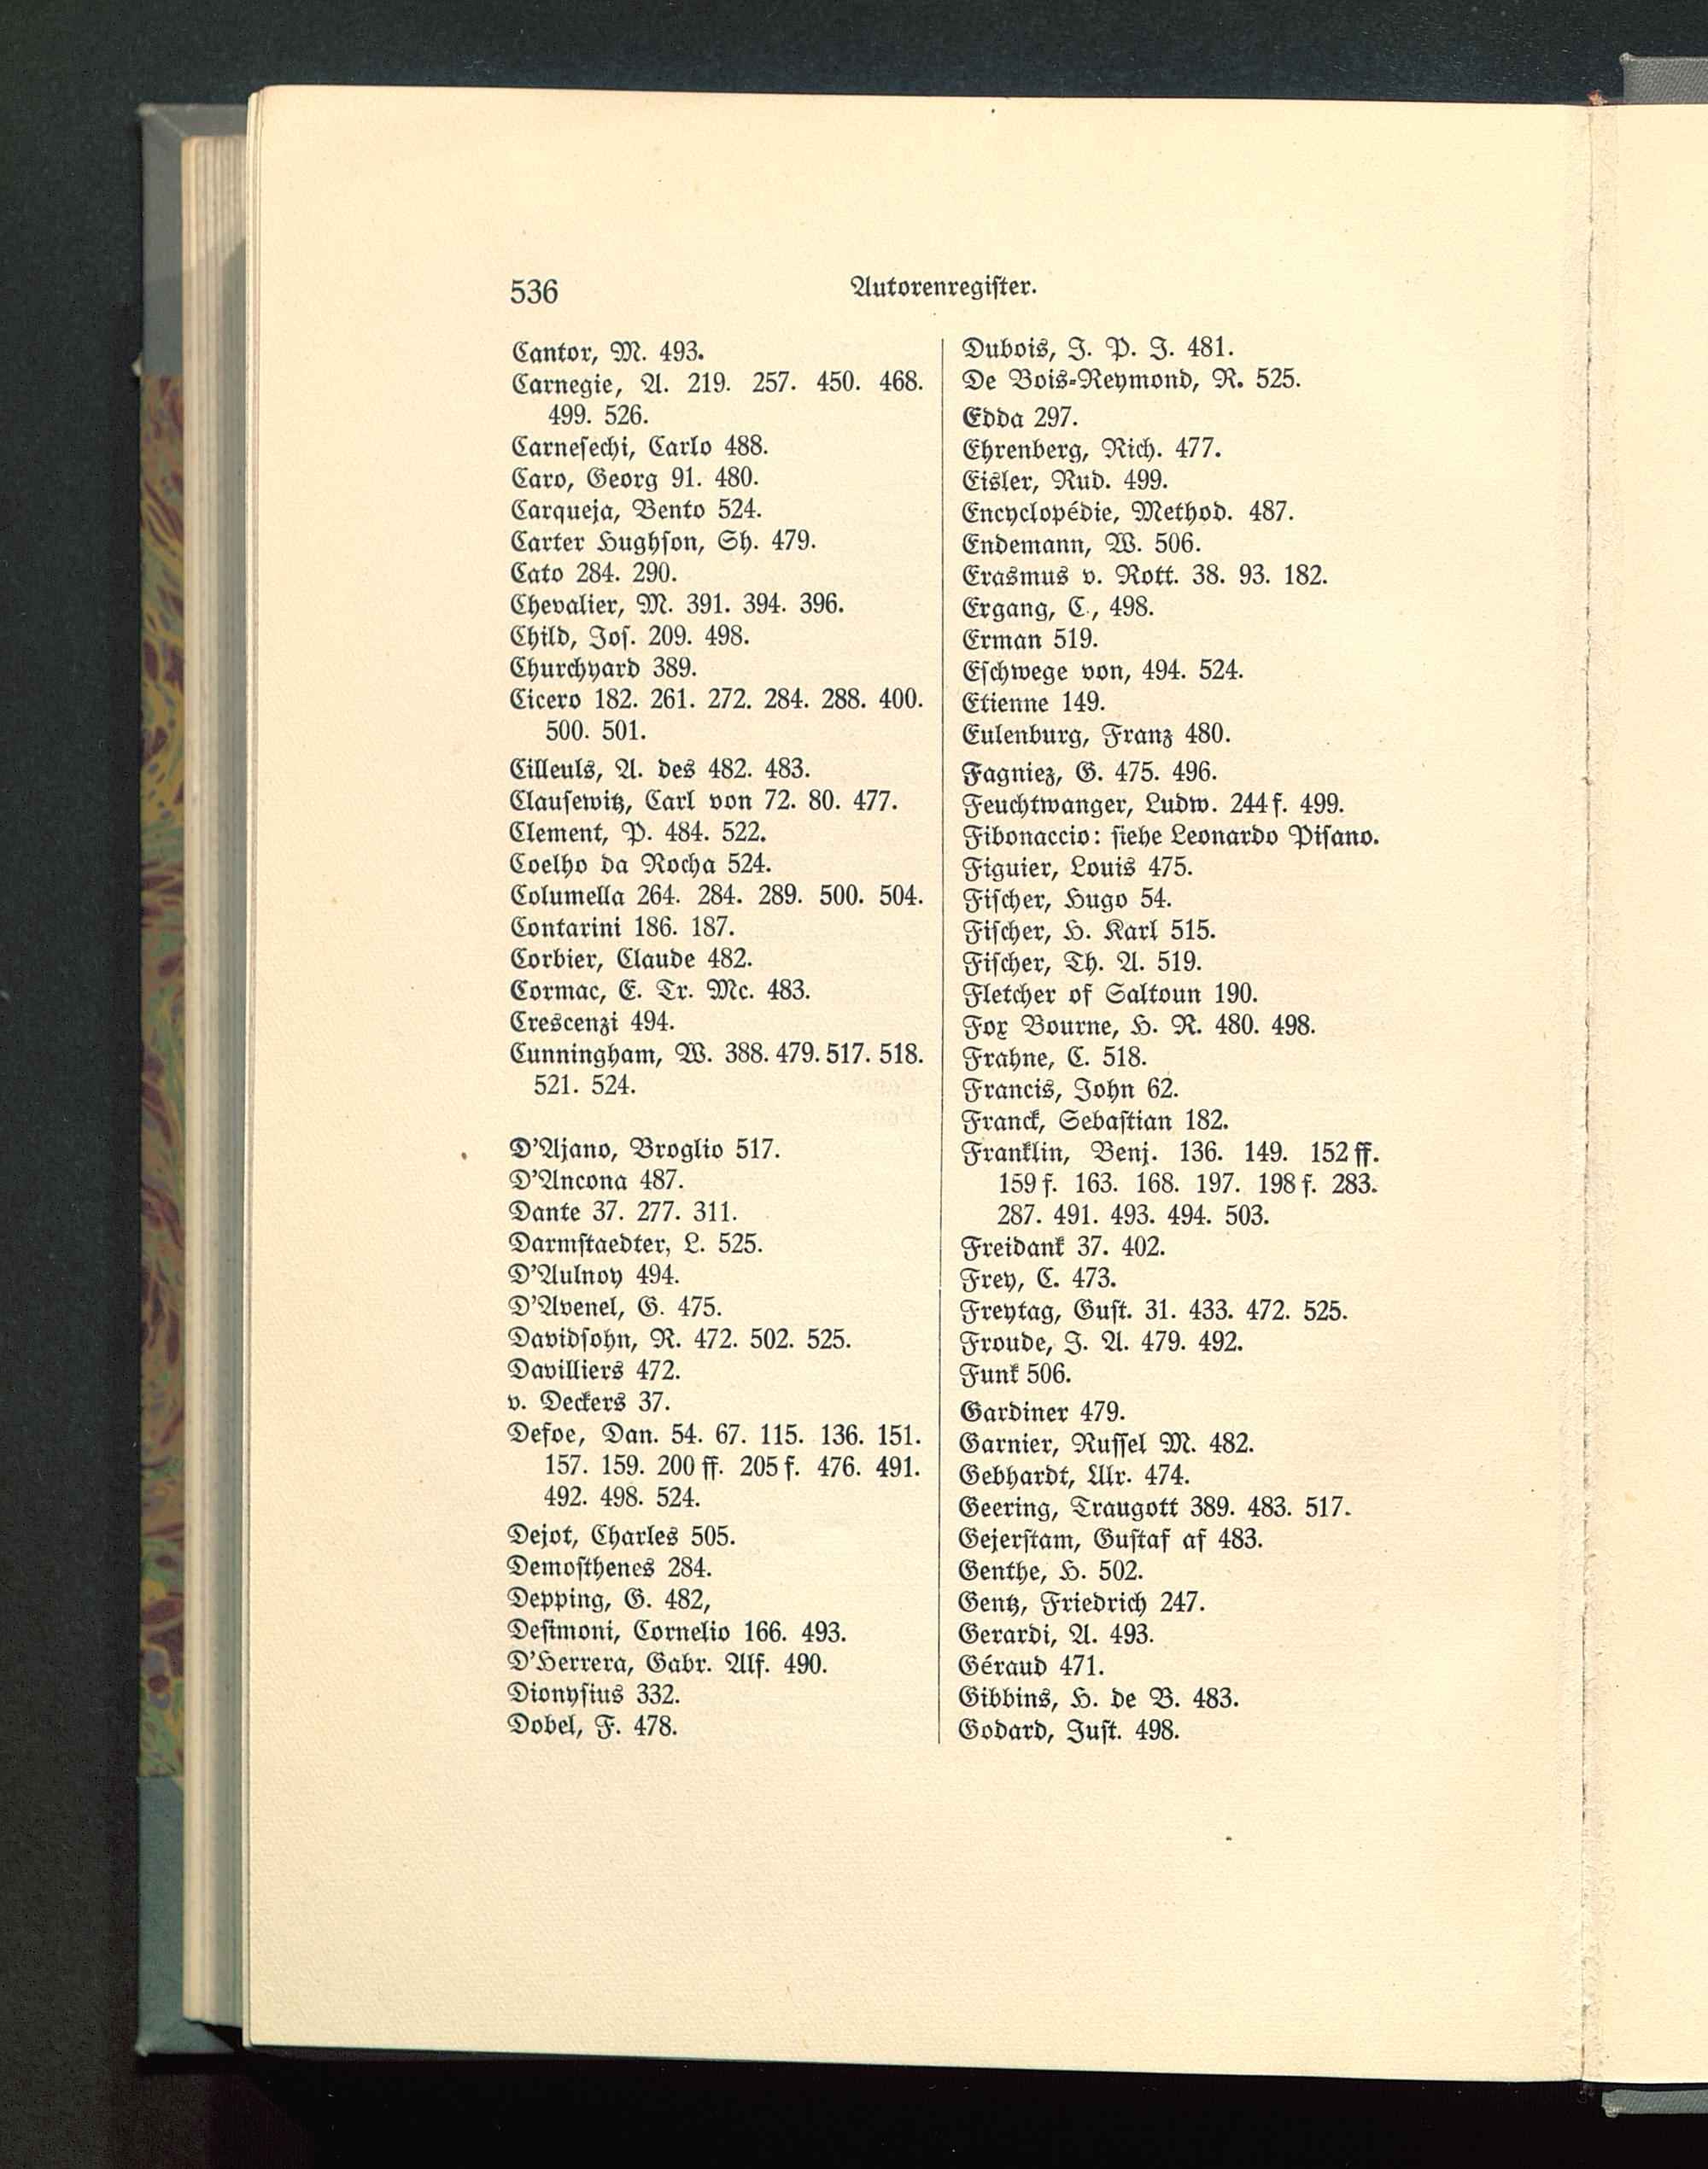 536
Autorenregiſter.
Cantor, M. 493.
Carnegie, A. 219. 257. 450. 468.
499. 526.
Carneſechi, Carlo 488.
Caro, Georg 91. 480.
Carqueja, Bento 524.
Carter Hughſon, Sh. 479.
Cato 284. 290.
Chevalier, M. 391. 394. 396.
Child, Joſ. 209. 498.
Churchyard 389.
Cicero 182. 261. 272. 284. 288. 400.
500. 501.
Cilleuls, A. des 482. 483.
Clauſewitz, Carl von 72. 80. 477.
Clement, P. 484. 522.
Coelho da Rocha 524.
Columella 264. 284. 289. 500. 504.
Contarini 186. 187.
Corbier, Claude 482.
Cormac, E. Tr. Mc. 483.
Crescenzi 494.
Cunningham, W. 388. 479. 517. 518.
521. 524.
D'Ajano, Broglio 517.
D'Ancona 487.
Dante 37. 277. 311.
Darmſtaedter, L. 525.
D'Aulnoy 494.
D'Avenel, G. 475.
Davidſohn, R. 472. 502. 525.
Davilliers 472.
v. Deckers 37.
Defoe, Dan. 54. 67. 115. 136. 151.
157. 159. 200 ff. 205 f. 476. 491.
492. 498. 524.
Dejot, Charles 505.
Demoſthenes 284.
Depping, G. 482,
Deſimoni, Cornelio 166. 493.
D'Herrera, Gabr. Alf. 490.
Dionyſius 332.
Dobel, F. 478.
Dubois, J. P. J. 481.
De Bois-Reymond, R. 525.
Edda 297.
Ehrenberg, Rich. 477.
Eisler, Rud. 499.
Encyclopédie, Method. 487.
Endemann, W. 506.
Erasmus v. Rott. 38. 93. 182.
Ergang, C., 498.
Erman 519.
Eſchwege von, 494. 524.
Etienne 149.
Eulenburg, Franz 480.
Fagniez, G. 475. 496.
Feuchtwanger, Ludw. 244 f. 499.
Fibonaccio: ſiehe Leonardo Piſano.
Figuier, Louis 475.
Fiſcher, Hugo 54.
Fiſcher, H. Karl 515.
Fiſcher, Th. A. 519.
Fletcher of Saltoun 190.
Fox Bourne, H. R. 480. 498.
Frahne, C. 518.
Francis, John 62.
Franck, Sebaſtian 182.
Franklin, Benj. 136. 149. 152 ff.
159 f. 163. 168. 197. 198 f. 283.
287. 491. 493. 494. 503.
Freidank 37. 402.
Frey, C. 473.
Freytag, Guſt. 31. 433. 472. 525.
Froude, J. A. 479. 492.
Funk 506.
Gardiner 479.
Garnier, Ruſſel M. 482.
Gebhardt, Ulr. 474.
Geering, Traugott 389. 483. 517.
Gejerſtam, Guſtaf af 483.
Genthe, H. 502.
Gentz, Friedrich 247.
Gerardi, A. 493.
Géraud 471.
Gibbins, H. de B. 483.
Godard, Juſt. 498.